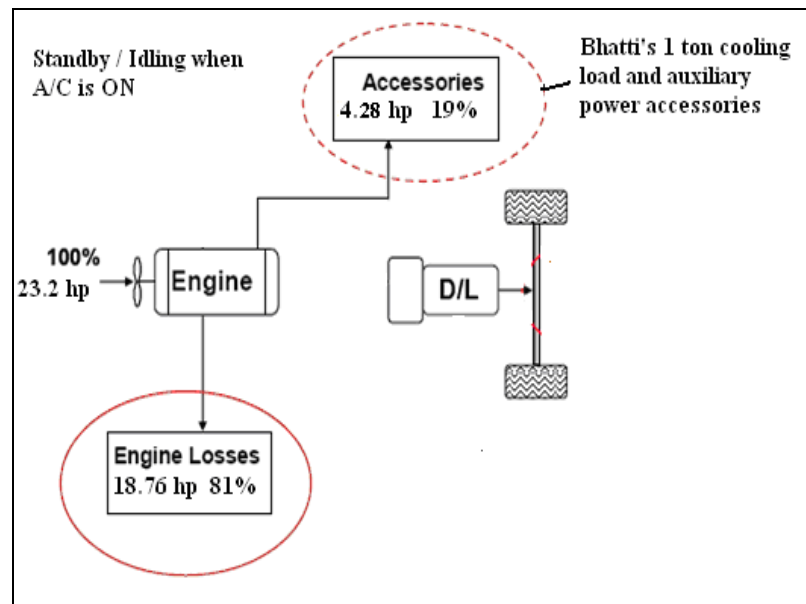 Standby / Idling when
A/C is ON
Accessories
4.28 hp 19%
Bhatti's 1 ton cooling
load and auxiliary
power accessories
100%
23.2 hp
Engine
D/L
Engine Losses
18.76 hp 81%